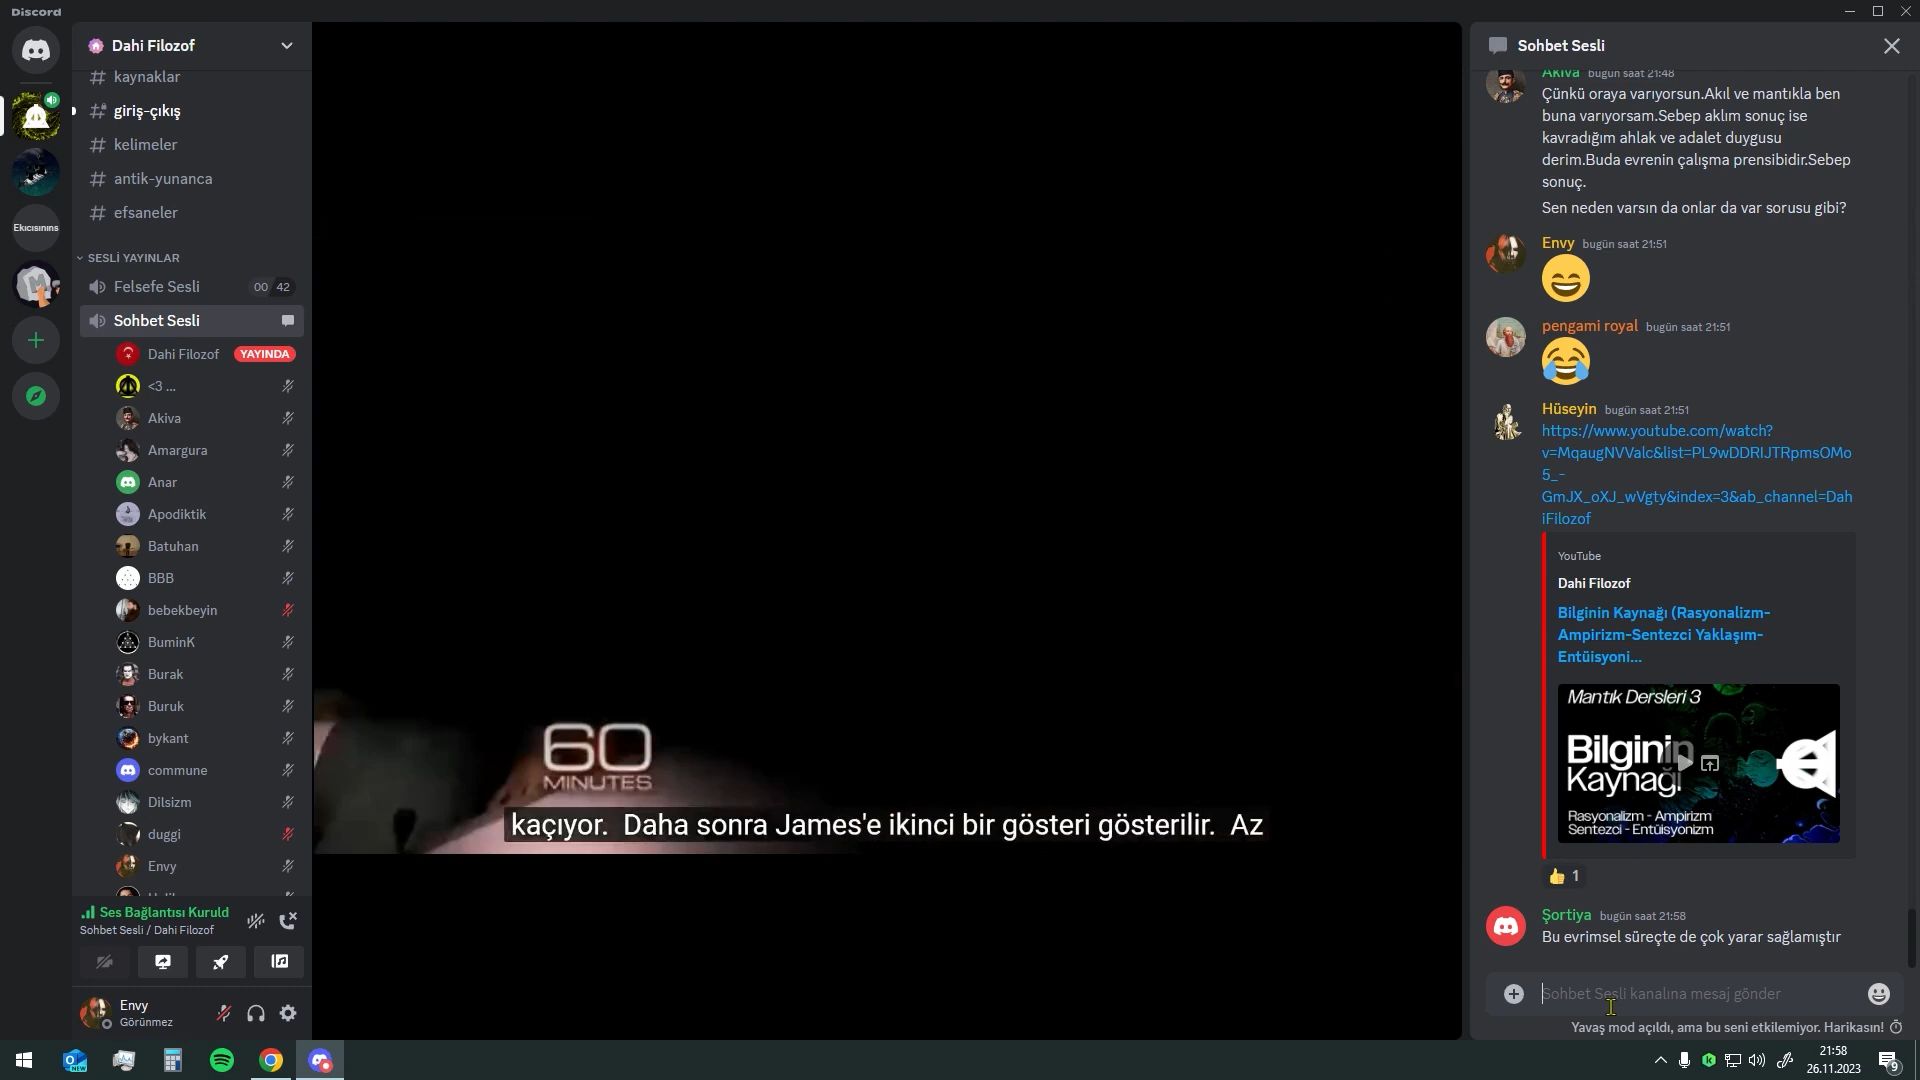 Discord
Dahi Filozof
kaynaklar
giriş-çıkış
kelimeler
antik-yunanca
efsaneler
SESLİ YAYINLAR
Felsefe Sesli 00 42
Sohbet Sesli
Dahi Filozof YAYINDA
<3 ...
Akiva
Amargura
Anar
Apodiktik
Batuhan
BBB
bebekbeyin
BuminK
Burak
Buruk
bykant
commune
Dilsizm
duggi
Envy
Ses Bağlantısı Kuruld
Sohbet Sesli / Dahi Filozof
Envy
Görünmez
Ekicisinins
60
MINUTES
kaçıyor. Daha sonra James'e ikinci bir gösteri gösterilir. Az
Sohbet Sesli
Akiva bugün saat 21:48
Çünkü oraya varıyorsun.Akıl ve mantıkla ben
buna varıyorsam.Sebep aklım sonuç ise
kavradığım ahlak ve adalet duygusu
derim.Buda evrenin çalışma prensibidir.Sebep
sonuç.
Sen neden varsın da onlar da var sorusu gibi?
Envy bugün saat 21:51
pengami royal bugün saat 21:51
Hüseyin bugün saat 21:51
https://www.youtube.com/watch?
v=MqaugNVValc&list=PL9wDDRIJTRpmsOMo
5_-
GmJX_oXJ_wVgty&index=3&ab_channel=Dah
iFilozof
YouTube
Dahi Filozof
Bilginin Kaynağı (Rasyonalizm-
Ampirizm-Sentezci Yaklaşım-
Entüisyoni...
Mantık Dersleri 3
Bilginin
Kaynağı
Rasyonalizm - Ampirizm
Sentezci - Entüisyonizm
1
Şortiya bugün saat 21:58
Bu evrimsel süreçte de çok yarar sağlamıştır
Sohbet Sesli kanalına mesaj gönder
Yavaş mod açıldı, ama bu seni etkilemiyor. Harikasın!
NEW
21:58
26.11.2023
9